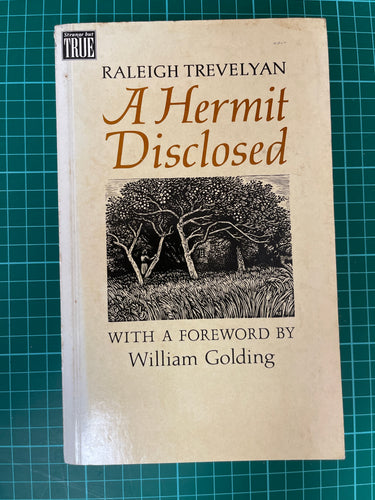 Strange but
TRUE
RALEIGH TREVELYAN
A Hermit
Disclosed
WITH A FOREWORD BY
William Golding